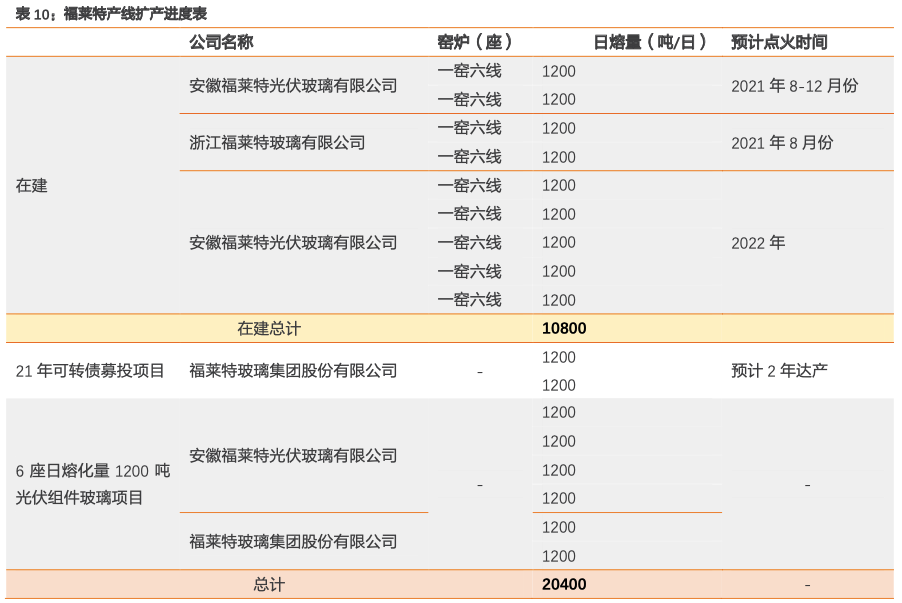 表 10：福莱特产线扩产进度表
公司名称 窑炉（座） 日熔量（吨/日） 预计点火时间
在建 安徽福莱特光伏玻璃有限公司 一窑六线 1200 2021 年 8-12 月份
一窑六线 1200
浙江福莱特玻璃有限公司 一窑六线 1200 2021 年 8 月份
一窑六线 1200
安徽福莱特光伏玻璃有限公司 一窑六线 1200 2022 年
一窑六线 1200
一窑六线 1200
一窑六线 1200
一窑六线 1200
在建总计 10800
21 年可转债募投项目 福莱特玻璃集团股份有限公司 - 1200 预计 2 年达产
1200
6 座日熔化量 1200 吨
光伏组件玻璃项目 安徽福莱特光伏玻璃有限公司 - 1200 -
1200
1200
1200
福莱特玻璃集团股份有限公司 1200
1200
总计 20400 -